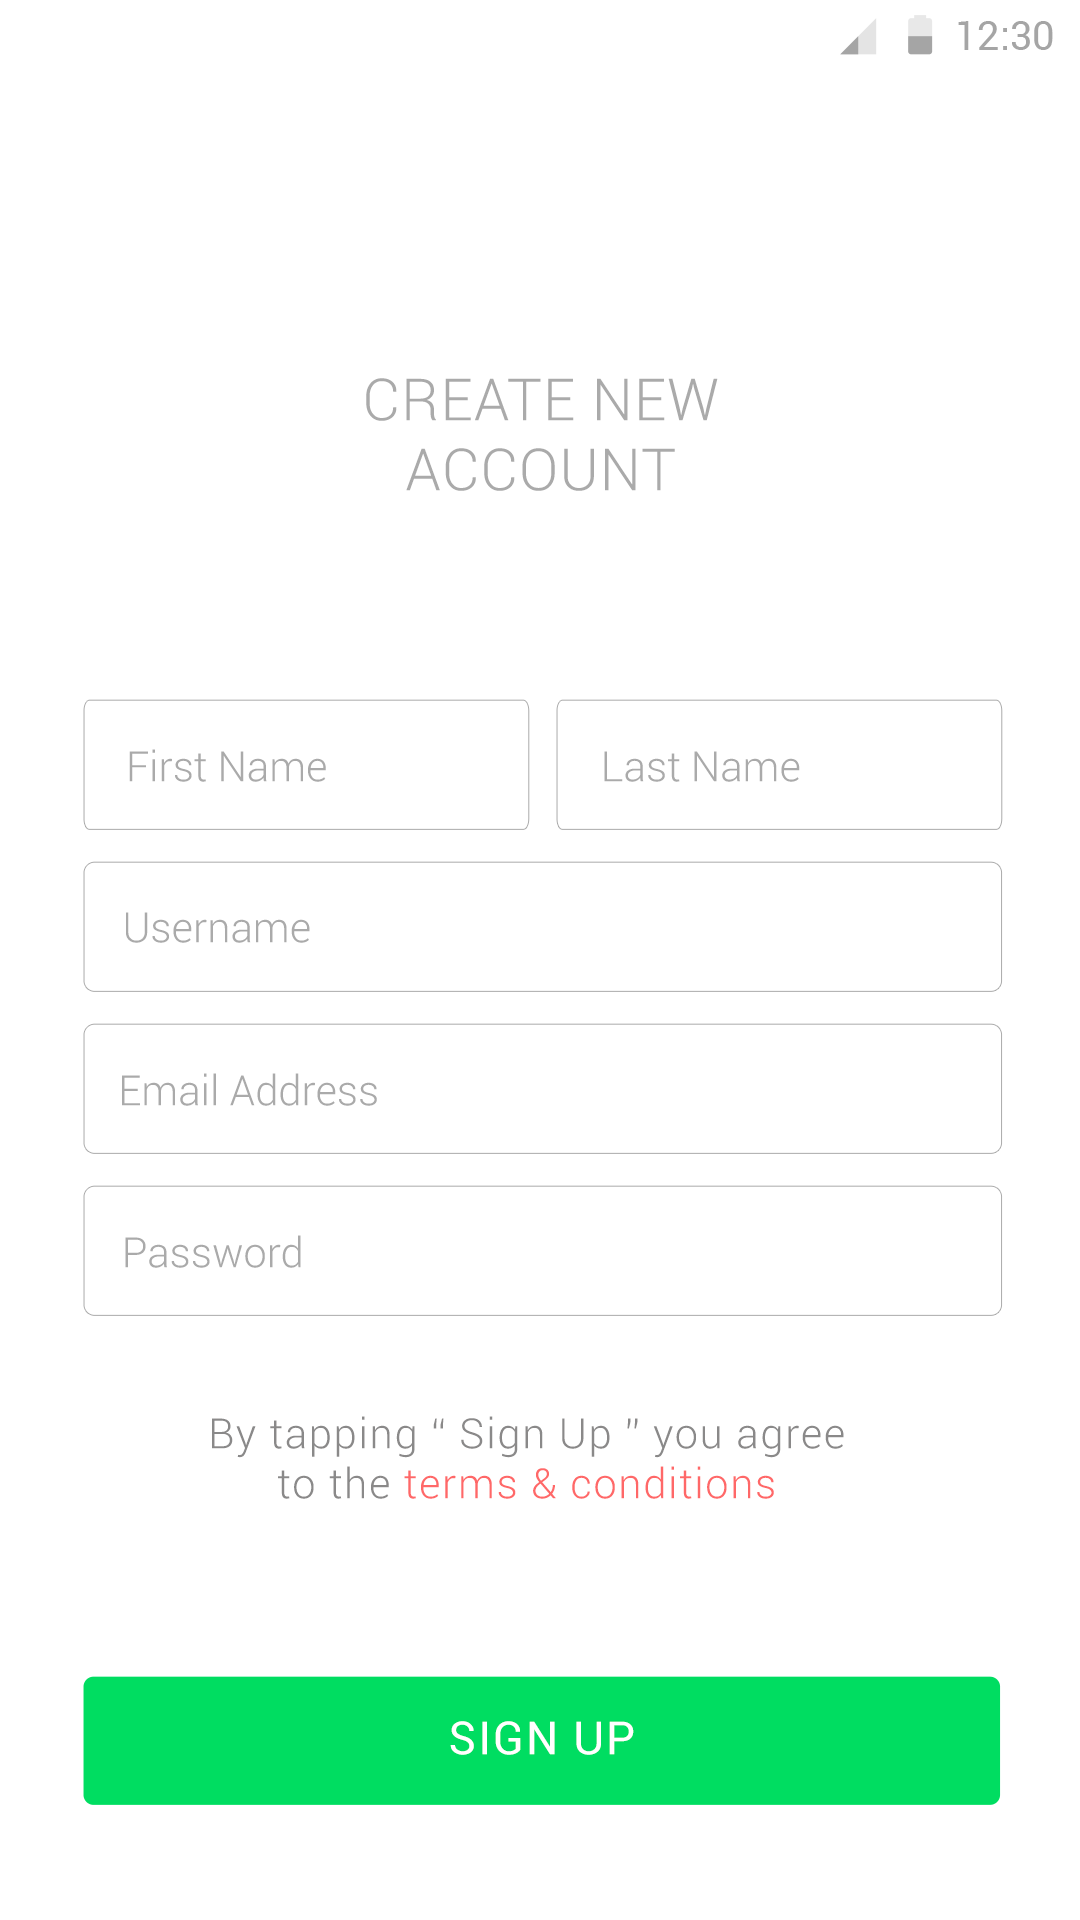 12:30
CREATE NEW
ACCOUNT
First Name
Last Name
Username
Email Address
Password
By tapping “ Sign Up ” you agree
to the terms & conditions
SIGN UP